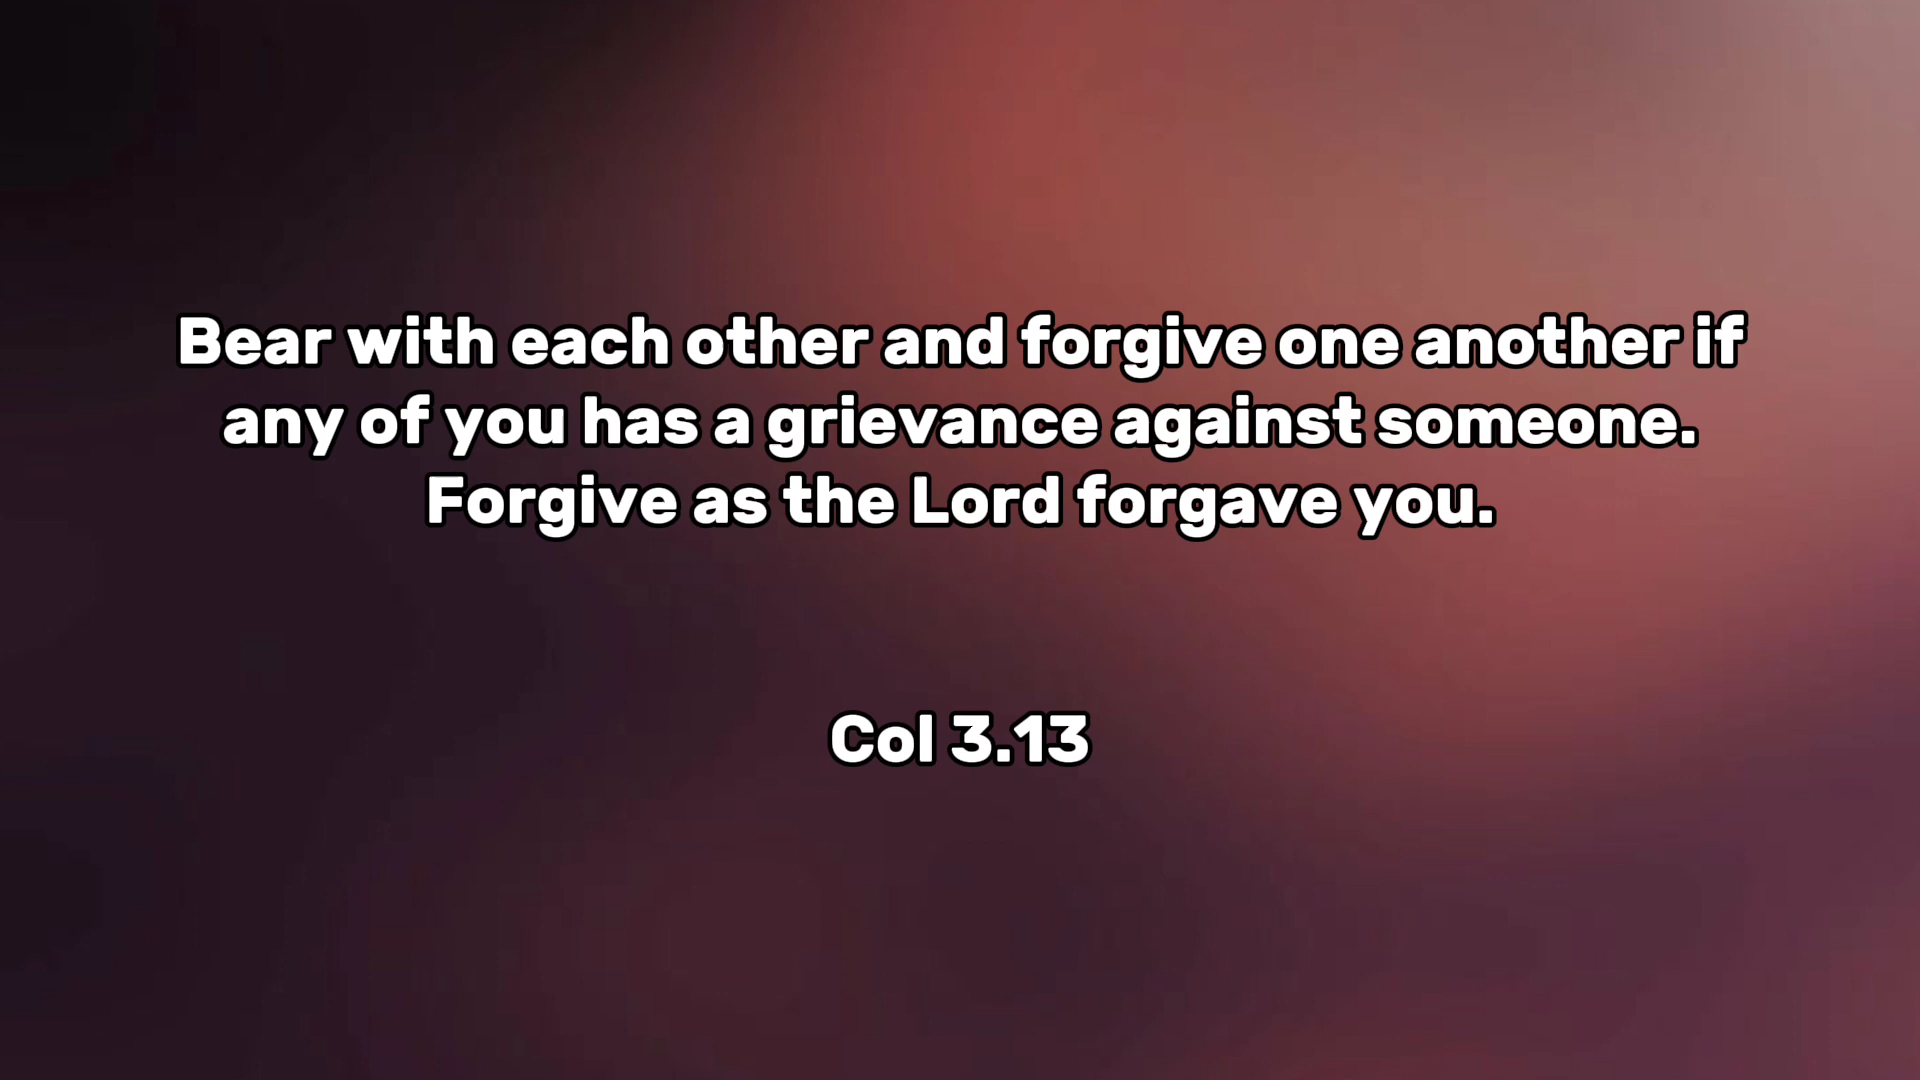 Bear with each other and forgive one another if
any of you has a grievance against someone.
Forgive as the Lord forgave you.
Col 3.13